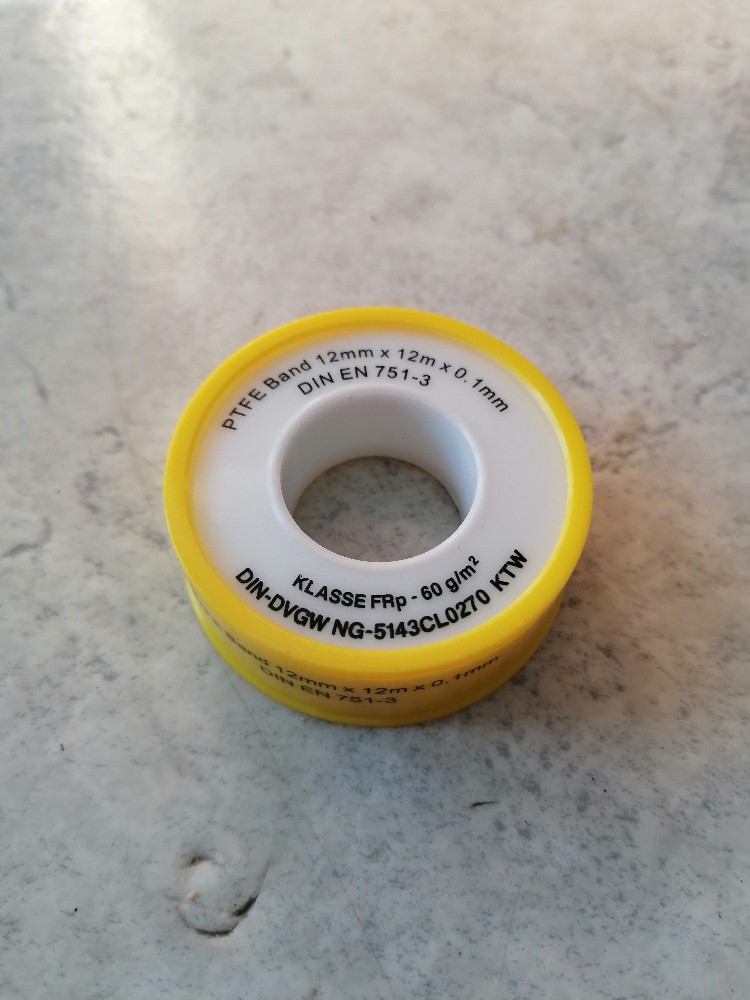 PTFE Band 12mm x 12m x 0.1mm
DIN EN 751-3
KLASSE FRp - 60 g/m²
DIN-DVGW NG-5143CL0270 KTW
Band 12mm x 12m x 0.1mm
DIN EN 751-3